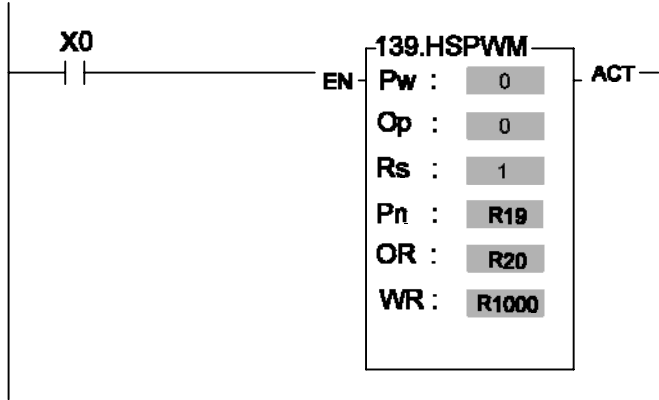 X0
139.HSPWM
EN Pw : 0 ACT
Op : 0
Rs : 1
Pn : R19
OR : R20
WR : R1000